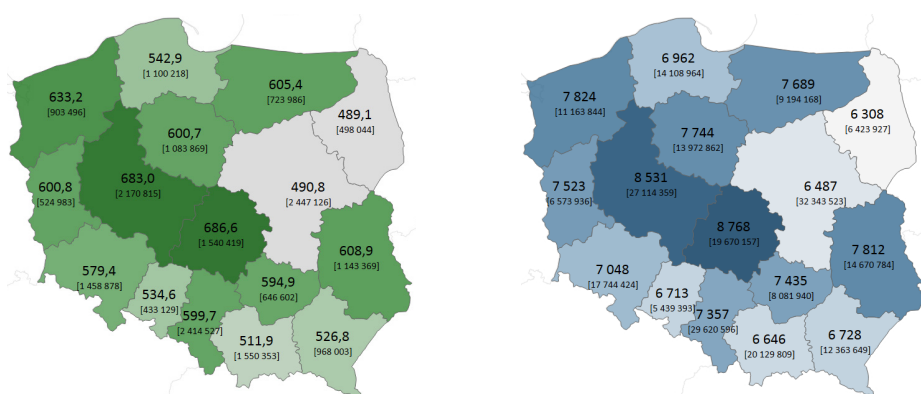 542,9
[1 100 218]
605,4
[723 986]
633,2
[903 496]
489,1
[498 044]
600,7
[1 083 869]
683,0
[2 170 815]
600,8
[524 983]
490,8
[2 447 126]
686,6
[1 540 419]
608,9
[1 143 369]
579,4
[1 458 878]
534,6
[433 129]
594,9
[646 602]
599,7
[2 414 527]
511,9
[1 550 353]
526,8
[968 003]
6 962
[14 108 964]
7 689
[9 194 168]
7 824
[11 163 844]
6 308
[6 423 927]
7 744
[13 972 862]
8 531
[27 114 359]
7 523
[6 573 936]
6 487
[32 343 523]
8 768
[19 670 157]
7 812
[14 670 784]
7 048
[17 744 424]
6 713
[5 439 393]
7 435
[8 081 940]
7 357
[29 620 596]
6 646
[20 129 809]
6 728
[12 363 649]